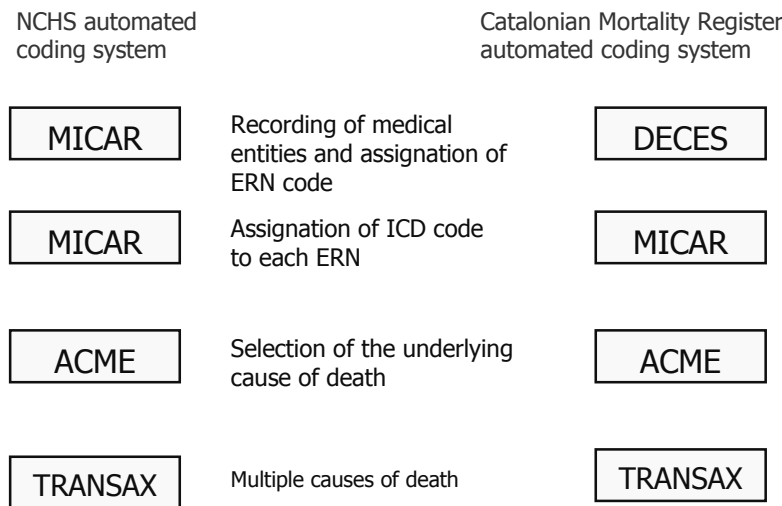 NCHS automated
coding system
Catalonian Mortality Register
automated coding system
MICAR
Recording of medical
entities and assignation of
ERN code
DECES
MICAR
Assignation of ICD code
to each ERN
MICAR
ACME
Selection of the underlying
cause of death
ACME
TRANSAX
Multiple causes of death
TRANSAX